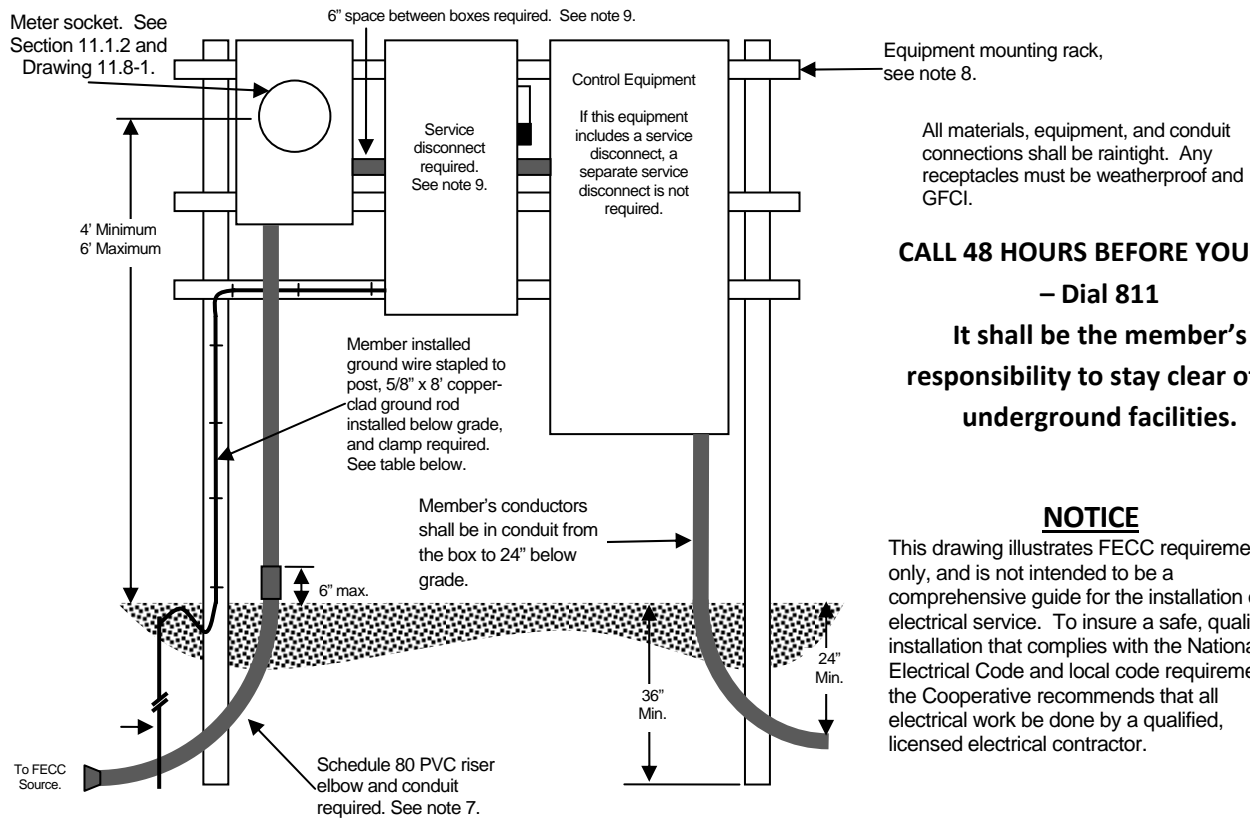 6” space between boxes required. See note 9.
Meter socket. See
Section 11.1.2 and
Drawing 11.8-1.
Equipment mounting rack,
see note 8.
Control Equipment
If this equipment
includes a service
disconnect, a
separate service
disconnect is not
required.
Service
disconnect
required.
See note 9.
All materials, equipment, and conduit
connections shall be raintight. Any
receptacles must be weatherproof and
GFCI.
4’ Minimum
6’ Maximum
CALL 48 HOURS BEFORE YOU
– Dial 811
It shall be the member’s
responsibility to stay clear of
underground facilities.
Member installed
ground wire stapled to
post, 5/8” x 8’ copper-
clad ground rod
installed below grade,
and clamp required.
See table below.
Member’s conductors
shall be in conduit from
the box to 24” below
grade.
6” max.
NOTICE
This drawing illustrates FECC
only, and is not intended to be a
comprehensive guide for the installation
electrical service. To insure a safe,
installation that complies with the
Electrical Code and local code
the Cooperative recommends that all
electrical work be done by a qualified,
licensed electrical contractor.
24”
Min.
36”
Min.
To FECC
Source.
Schedule 80 PVC riser
elbow and conduit
required. See note 7.